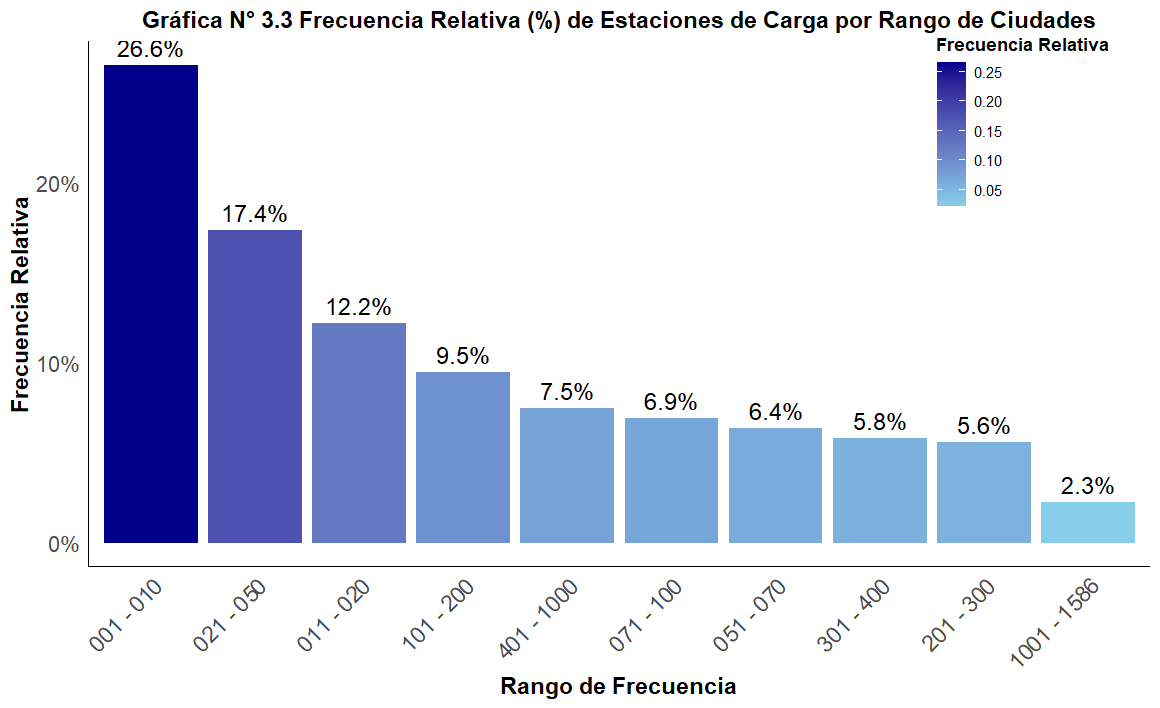 Gráfica N° 3.3 Frecuencia Relativa (%) de Estaciones de Carga por Rango de Ciudades
Frecuencia Relativa
0.25
0.20
0.15
0.10
0.05
26.6%
17.4%
12.2%
9.5%
7.5%
6.9%
6.4%
5.8%
5.6%
2.3%
Frecuencia Relativa
20%
10%
0%
001 - 010
021 - 050
011 - 020
101 - 200
401 - 1000
071 - 100
051 - 070
301 - 400
201 - 300
1001 - 1586
Rango de Frecuencia